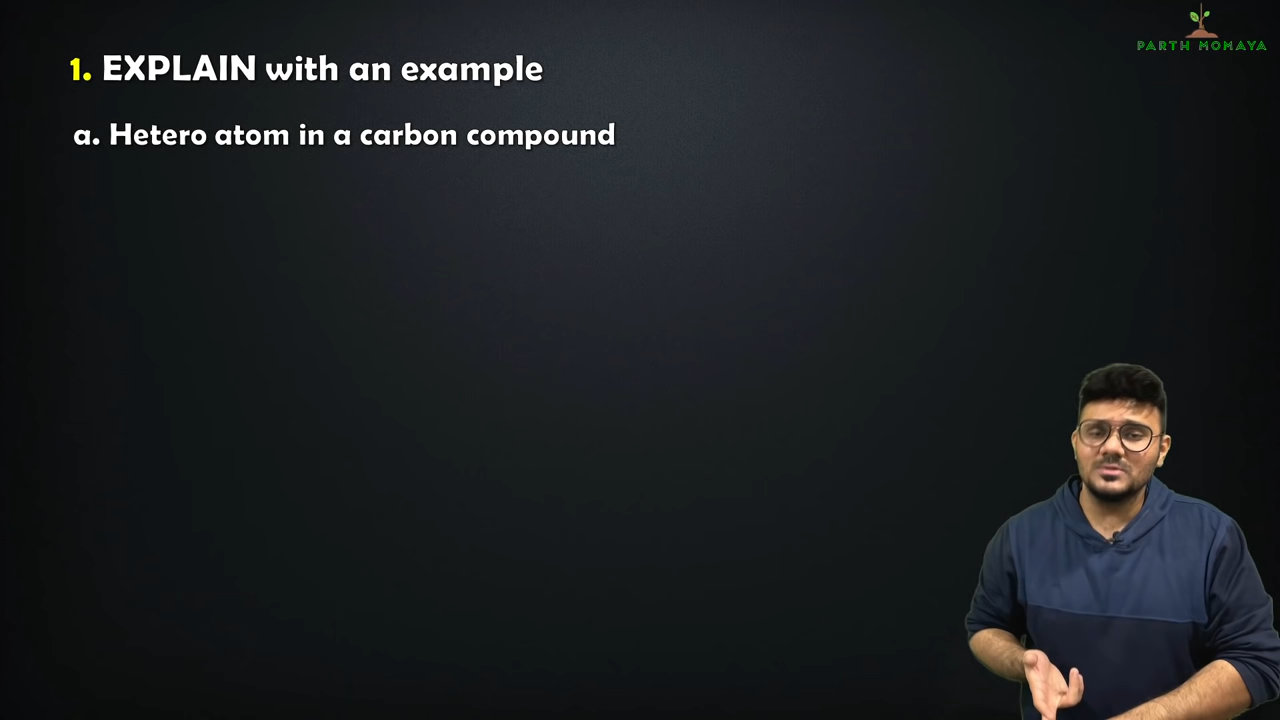 PARTH MOMAYA
1. EXPLAIN with an example
a. Hetero atom in a carbon compound